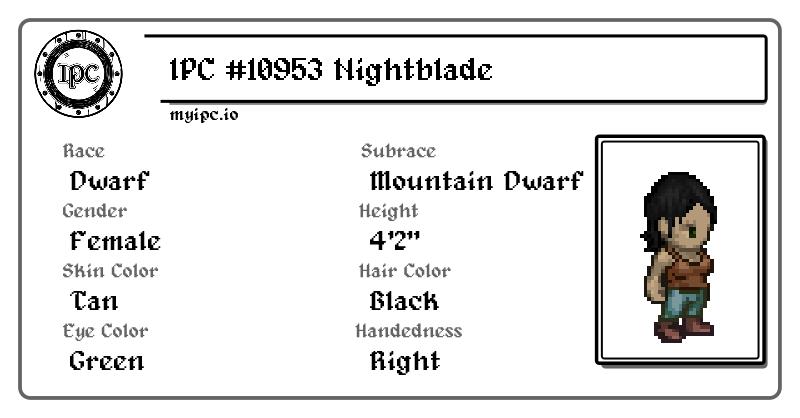 IPC
IPC #10953 Nightblade
myipc.io
Race
Dwarf
Subrace
Mountain Dwarf
Gender
Female
Height
4'2"
Skin Color
Tan
Hair Color
Black
Eye Color
Green
Handedness
Right